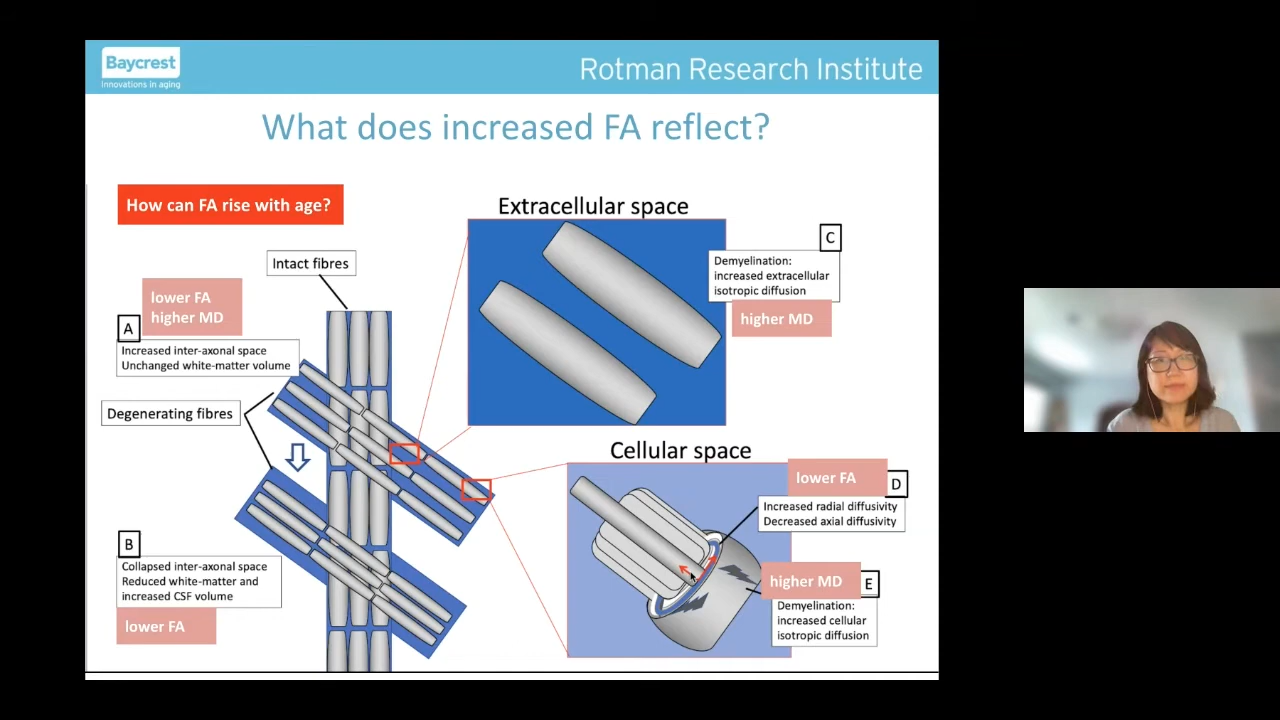 Baycrest
Innovations in aging
Rotman Research Institute
What does increased FA reflect?
How can FA rise with age?
Extracellular space
C
Intact fibres
Demyelination:
increased extracellular
isotropic diffusion
lower FA
higher MD
higher MD
A
Increased inter-axonal space
Unchanged white-matter volume
Degenerating fibres
Cellular space
lower FA
D
Increased radial diffusivity
Decreased axial diffusivity
B
Collapsed inter-axonal space
Reduced white-matter and
increased CSF volume
lower FA
higher MD
E
Demyelination:
increased cellular
isotropic diffusion